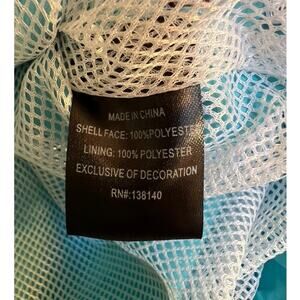 MADE IN CHINA
SHELL FACE: 100%POLYESTER
LINING: 100% POLYESTER
EXCLUSIVE OF DECORATION
RN#:138140